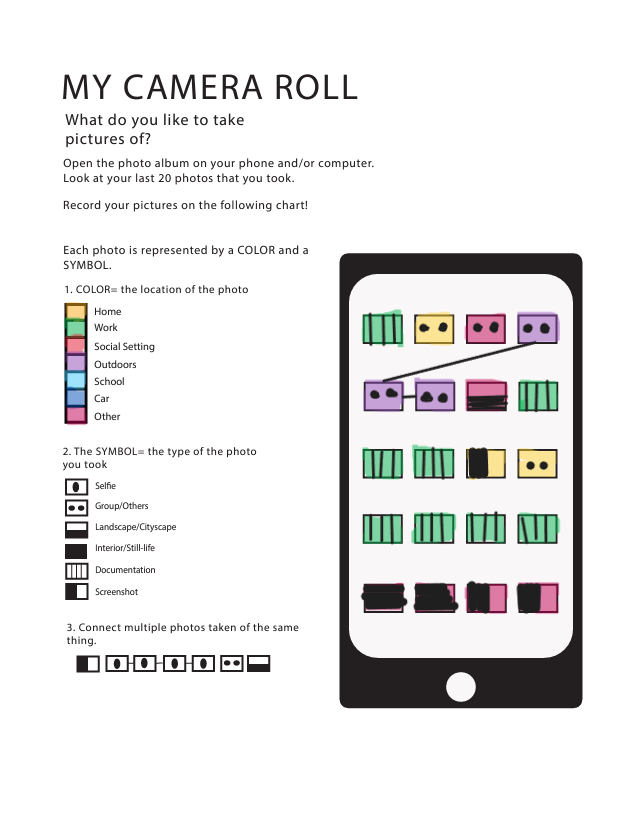 MY CAMERA ROLL
What do you like to take
pictures of?
Open the photo album on your phone and/or computer.
Look at your last 20 photos that you took.
Record your pictures on the following chart!
Each photo is represented by a COLOR and a
SYMBOL.
1. COLOR= the location of the photo
Home
Work
Social Setting
Outdoors
School
Car
Other
2. The SYMBOL= the type of the photo
you took
Selfie
Group/Others
Landscape/Cityscape
Interior/Still-life
Documentation
Screenshot
3. Connect multiple photos taken of the same
thing.